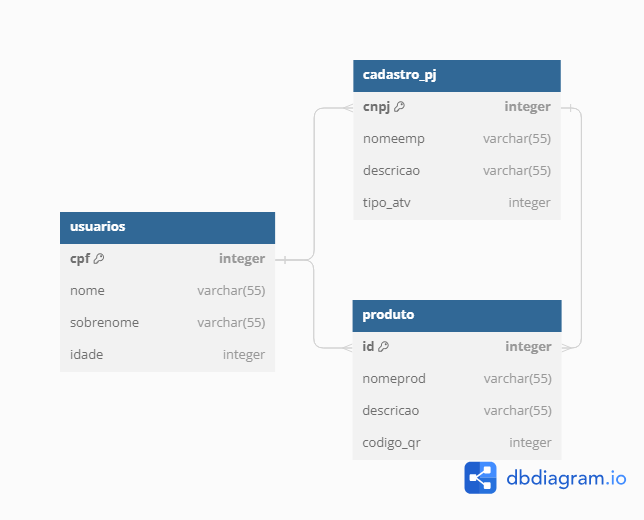 cadastro_pj
cnpj integer
nomeemp varchar(55)
descricao varchar(55)
tipo_atv integer
usuarios
cpf integer
nome varchar(55)
sobrenome varchar(55)
idade integer
produto
id integer
nomeprod varchar(55)
descricao varchar(55)
codigo_qr integer
dbdiagram.io